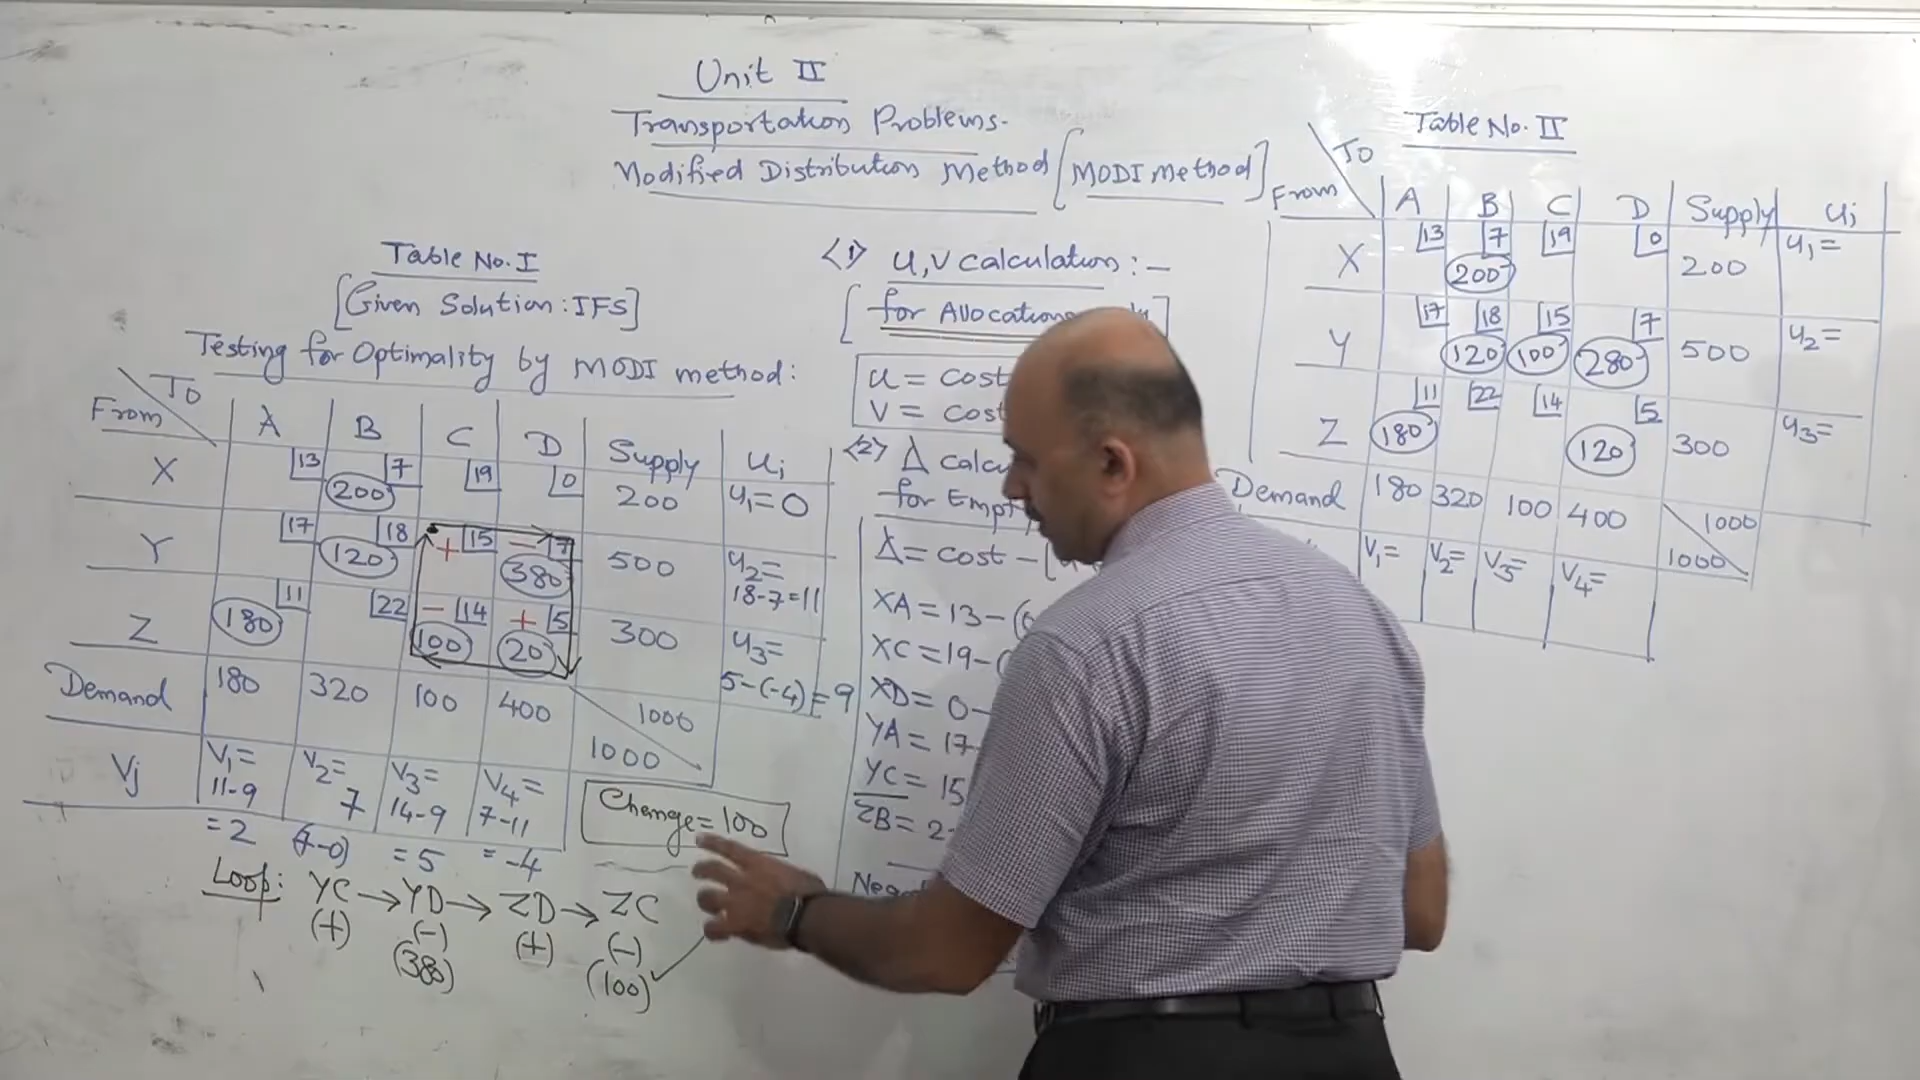 Unit II
Transportation Problems.
Modified Distribution Method [MODI Method]
Table No. I
[Given Solution: IFS]
Testing for Optimality by MODI method:
From To A B C D Supply Ui
X 13 7 200 19 0 200 U1=0
Y 17 18 120 + 15 - 7 380 500 U2= 18-7=11
Z 11 180 22 - 14 100 + 5 20 300 U3= 5-(-4)=9
Demand 180 320 100 400 1000 1000
Vj V1= 11-9 =2 V2= 7 (7-0) V3= 14-9 =5 V4= 7-11 =-4
Change=100
Loop: YC → YD → ZD → ZC
(+) (-) (+) (-)
(380) (100)
<1> U,V calculation:-
[for Allocations
U = cost
V = cost
<2> Δ
for
Δ= cost -
XA = 13-
XC = 19-
XD = 0-
YA = 17-
YC = 15
ZB = 2
Table No. II
From To A B C D Supply Ui
X 13 7 200 19 0 200 U1=
Y 17 18 120 15 100 7 280 500 U2=
Z 11 180 22 14 5 120 300 U3=
Demand 180 320 100 400 1000 1000
V1= V2= V3= V4=